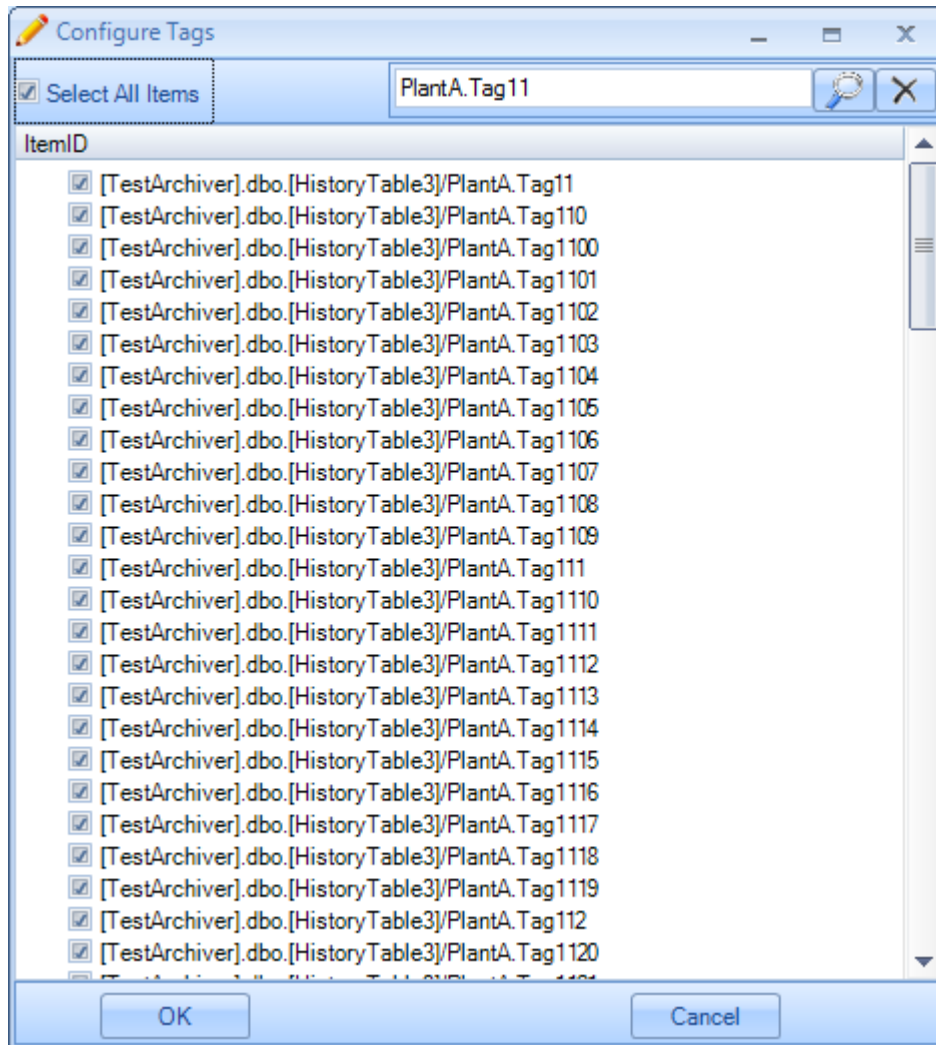 Configure Tags
Select All Items
PlantA.Tag11
ItemID
[TestArchiver].dbo.[HistoryTable3]/PlantA.Tag11
[TestArchiver].dbo.[HistoryTable3]/PlantA.Tag110
[TestArchiver].dbo.[HistoryTable3]/PlantA.Tag1100
[TestArchiver].dbo.[HistoryTable3]/PlantA.Tag1101
[TestArchiver].dbo.[HistoryTable3]/PlantA.Tag1102
[TestArchiver].dbo.[HistoryTable3]/PlantA.Tag1103
[TestArchiver].dbo.[HistoryTable3]/PlantA.Tag1104
[TestArchiver].dbo.[HistoryTable3]/PlantA.Tag1105
[TestArchiver].dbo.[HistoryTable3]/PlantA.Tag1106
[TestArchiver].dbo.[HistoryTable3]/PlantA.Tag1107
[TestArchiver].dbo.[HistoryTable3]/PlantA.Tag1108
[TestArchiver].dbo.[HistoryTable3]/PlantA.Tag1109
[TestArchiver].dbo.[HistoryTable3]/PlantA.Tag111
[TestArchiver].dbo.[HistoryTable3]/PlantA.Tag1110
[TestArchiver].dbo.[HistoryTable3]/PlantA.Tag1111
[TestArchiver].dbo.[HistoryTable3]/PlantA.Tag1112
[TestArchiver].dbo.[HistoryTable3]/PlantA.Tag1113
[TestArchiver].dbo.[HistoryTable3]/PlantA.Tag1114
[TestArchiver].dbo.[HistoryTable3]/PlantA.Tag1115
[TestArchiver].dbo.[HistoryTable3]/PlantA.Tag1116
[TestArchiver].dbo.[HistoryTable3]/PlantA.Tag1117
[TestArchiver].dbo.[HistoryTable3]/PlantA.Tag1118
[TestArchiver].dbo.[HistoryTable3]/PlantA.Tag1119
[TestArchiver].dbo.[HistoryTable3]/PlantA.Tag112
[TestArchiver].dbo.[HistoryTable3]/PlantA.Tag1120
OK
Cancel